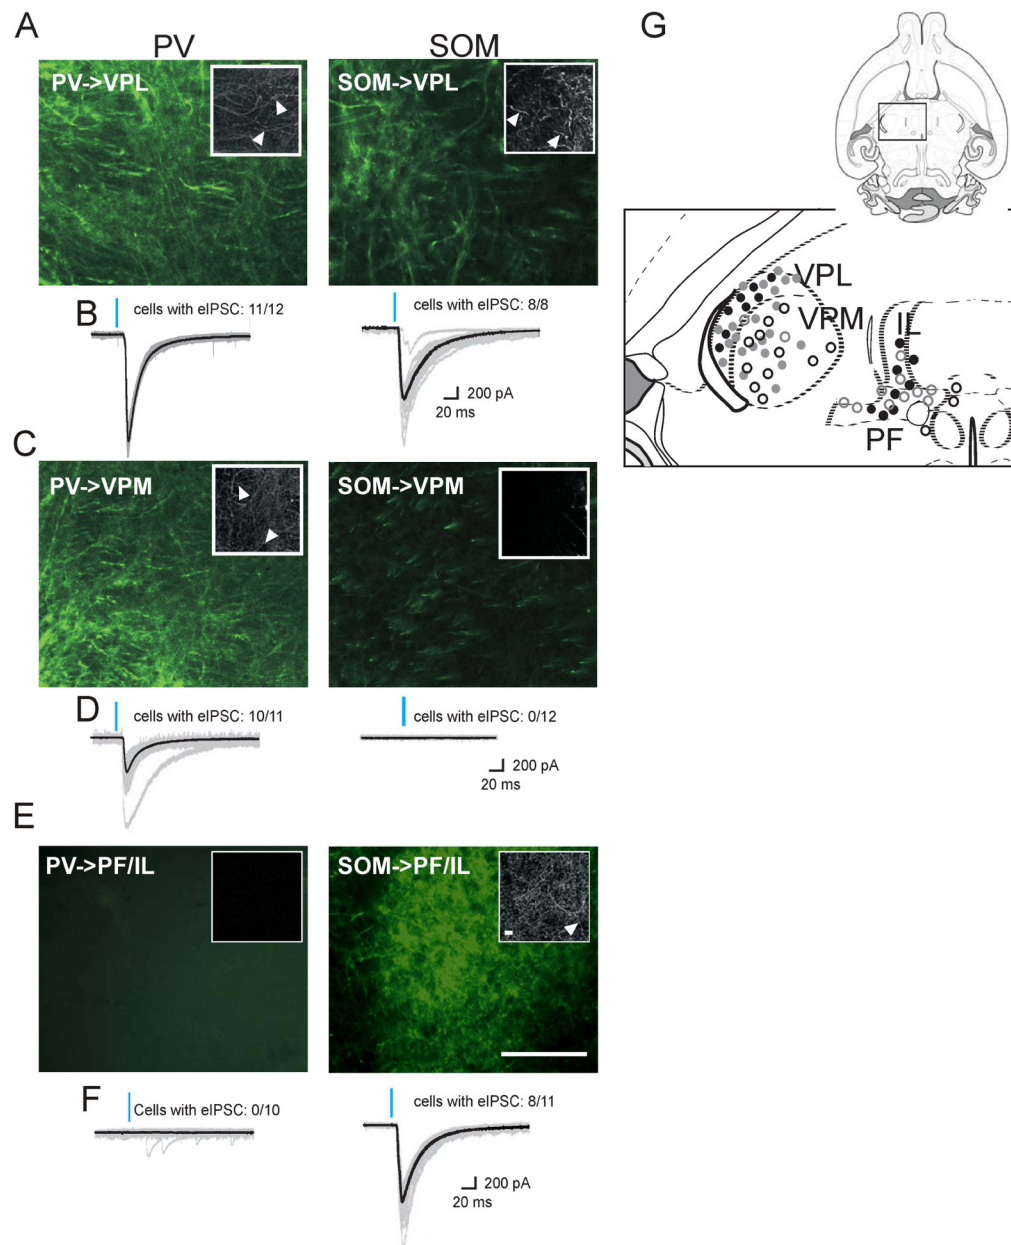 A
PV
SOM
G
PV->VPL
SOM->VPL
B
cells with eIPSC: 11/12
cells with eIPSC: 8/8
200 pA
20 ms
VPL
VPM
IL
PF
C
PV->VPM
SOM->VPM
D
cells with eIPSC: 10/11
cells with eIPSC: 0/12
200 pA
20 ms
E
PV->PF/IL
SOM->PF/IL
F
Cells with eIPSC: 0/10
cells with eIPSC: 8/11
200 pA
20 ms